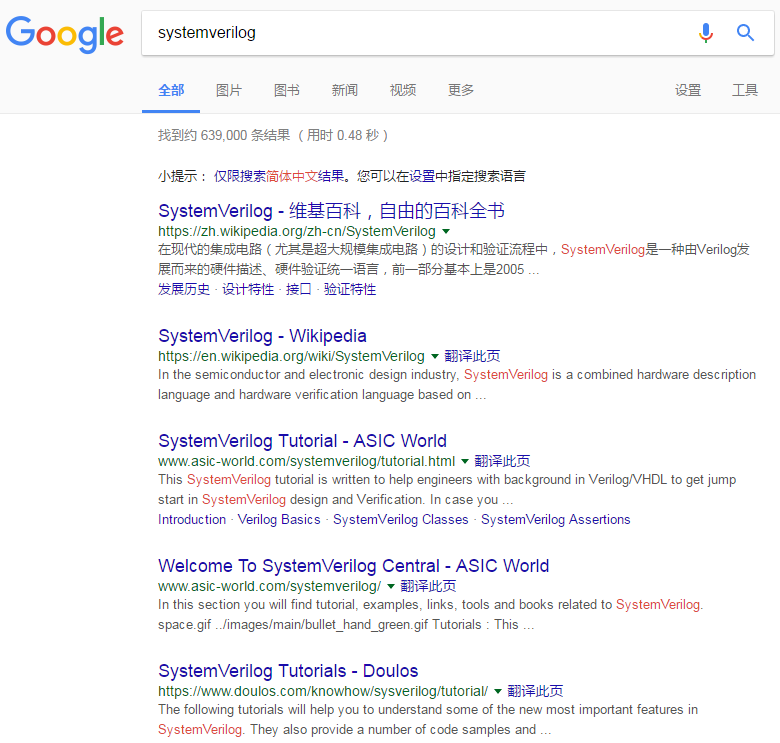 Google
systemverilog
全部 图片 图书 新闻 视频 更多 设置 工具
找到约 639,000 条结果 （用时 0.48 秒）
小提示： 仅限搜索简体中文结果。您可以在设置中指定搜索语言
SystemVerilog - 维基百科，自由的百科全书
https://zh.wikipedia.org/zh-cn/SystemVerilog
在现代的集成电路（尤其是超大规模集成电路）的设计和验证流程中，SystemVerilog是一种由Verilog发
展而来的硬件描述、硬件验证统一语言，前一部分基本上是2005 ...
发展历史 · 设计特性 · 接口 · 验证特性
SystemVerilog - Wikipedia
https://en.wikipedia.org/wiki/SystemVerilog 翻译此页
In the semiconductor and electronic design industry, SystemVerilog is a combined hardware description
language and hardware verification language based on ...
SystemVerilog Tutorial - ASIC World
www.asic-world.com/systemverilog/tutorial.html 翻译此页
This SystemVerilog tutorial is written to help engineers with background in Verilog/VHDL to get jump
start in SystemVerilog design and Verification. In case you ...
Introduction · Verilog Basics · SystemVerilog Classes · SystemVerilog Assertions
Welcome To SystemVerilog Central - ASIC World
www.asic-world.com/systemverilog/ 翻译此页
In this section you will find tutorial, examples, links, tools and books related to SystemVerilog.
space.gif ../images/main/bullet_hand_green.gif Tutorials : This ...
SystemVerilog Tutorials - Doulos
https://www.doulos.com/knowhow/sysverilog/tutorial/ 翻译此页
The following tutorials will help you to understand some of the new most important features in
SystemVerilog. They also provide a number of code samples and ...